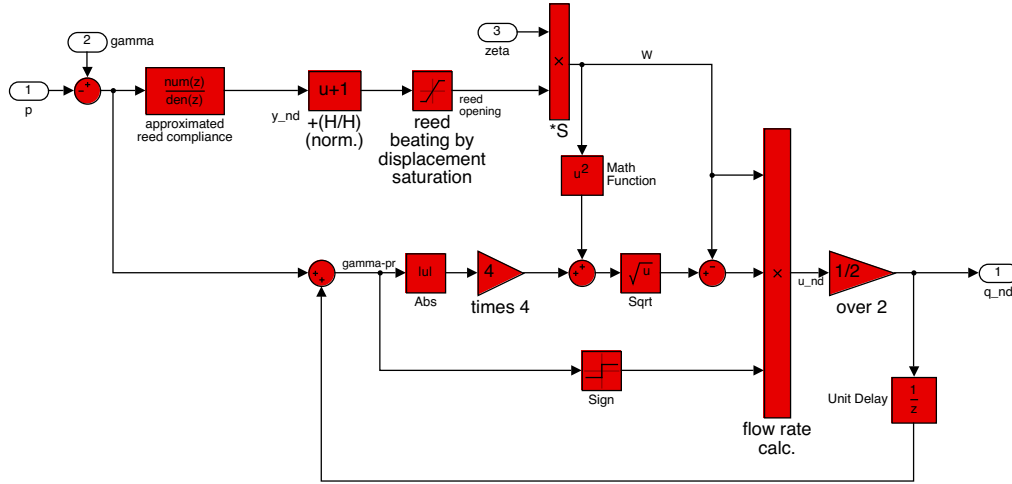 2
gamma
1
p
- +
num(z)
den(z)
approximated
reed compliance
y_nd
u+1
+(H/H)
(norm.)
reed
beating by
displacement
saturation
reed
opening
3
zeta
×
*S
W
u²
Math
Function
+
+
gamma-pr
|u|
Abs
4
times 4
+ +
√u
Sqrt
+ −
Sign
×
flow rate
calc.
u_nd
1/2
over 2
1
q_nd
Unit Delay
1
z